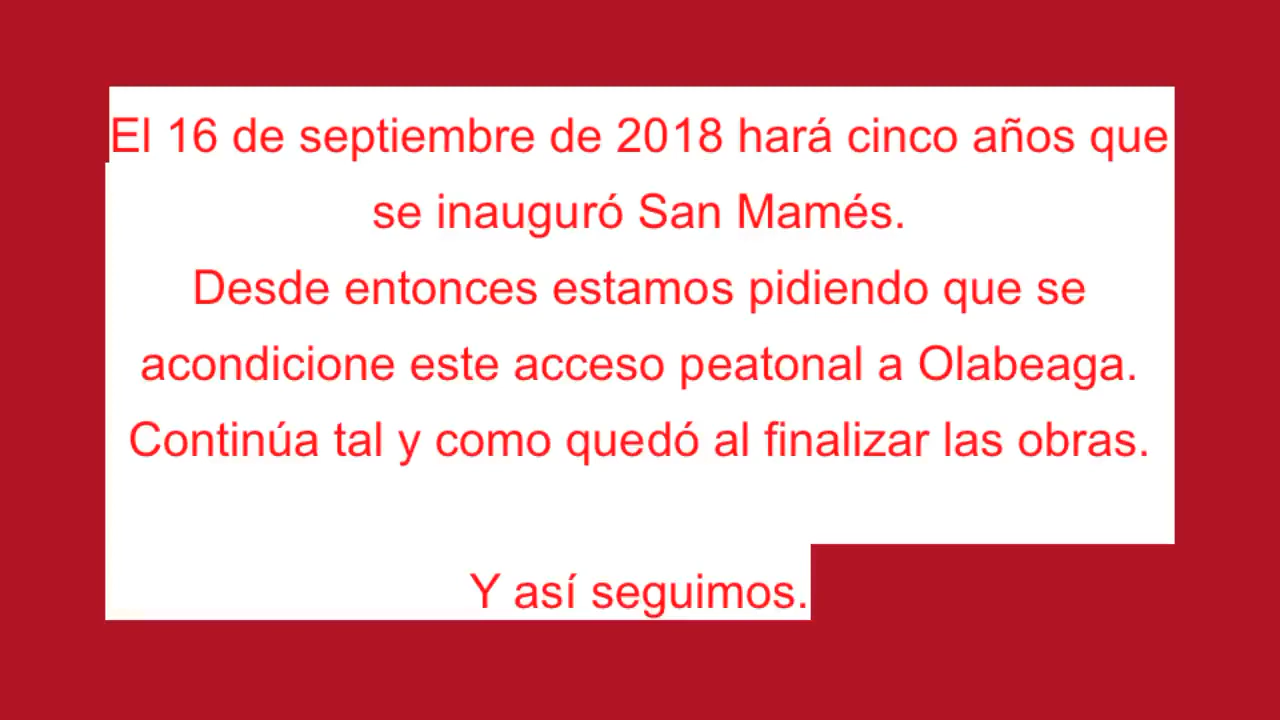 El 16 de septiembre de 2018 hará cinco años que
se inauguró San Mamés.
Desde entonces estamos pidiendo que se
acondicione este acceso peatonal a Olabeaga.
Continúa tal y como quedó al finalizar las obras.
Y así seguimos.